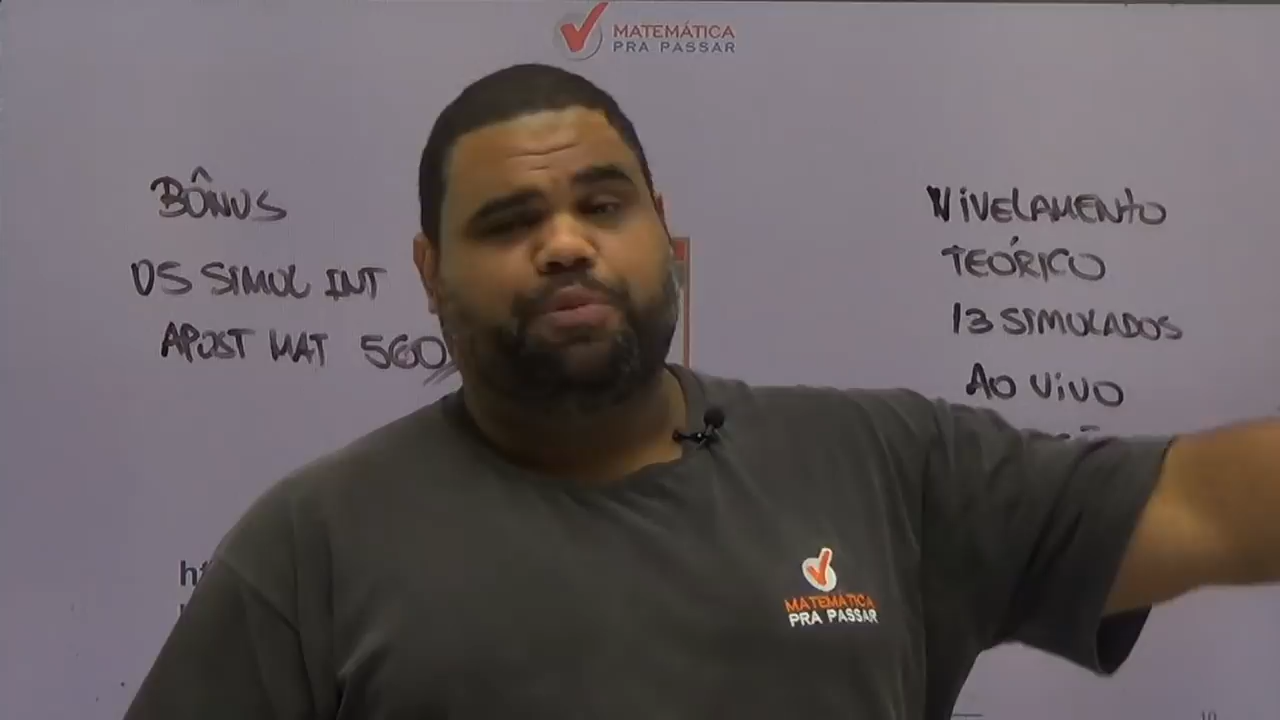 MATEMÁTICA
PRA PASSAR
BÔNUS
05 SIMUL INT
APOST MAT 560
NIVELAMENTO
TEÓRICO
13 SIMULADOS
AO VIVO
MATEMÁTICA
PRA PASSAR